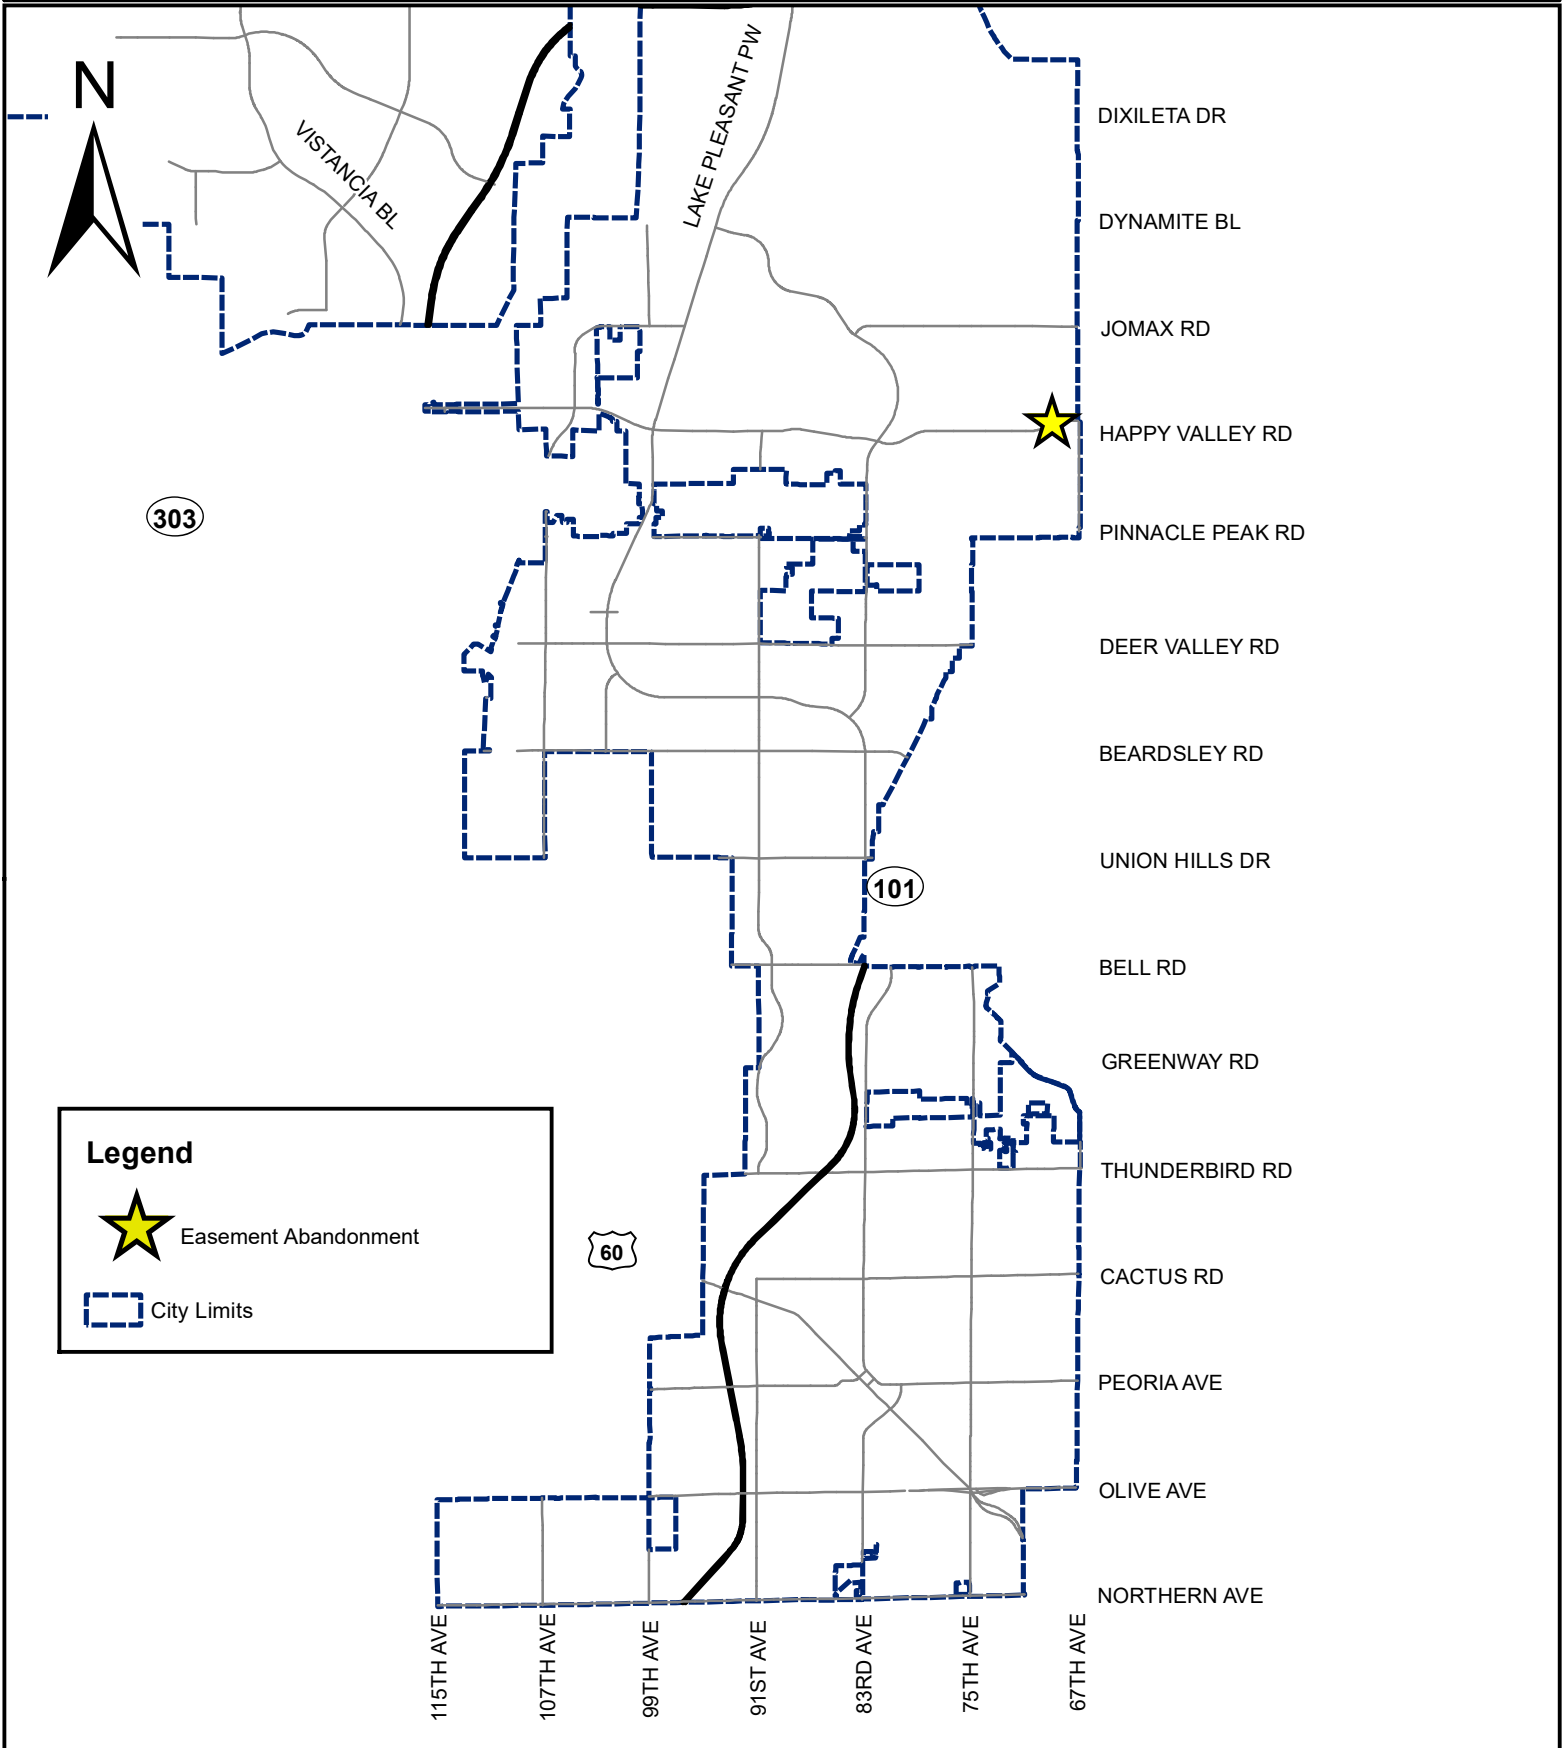 N
VISTANCIA BL
LAKE PLEASANT PW
DIXILETA DR
DYNAMITE BL
JOMAX RD
HAPPY VALLEY RD
303
PINNACLE PEAK RD
DEER VALLEY RD
BEARDSLEY RD
UNION HILLS DR
101
BELL RD
GREENWAY RD
THUNDERBIRD RD
Legend
Easement Abandonment
City Limits
60
CACTUS RD
PEORIA AVE
OLIVE AVE
NORTHERN AVE
115TH AVE
107TH AVE
99TH AVE
91ST AVE
83RD AVE
75TH AVE
67TH AVE